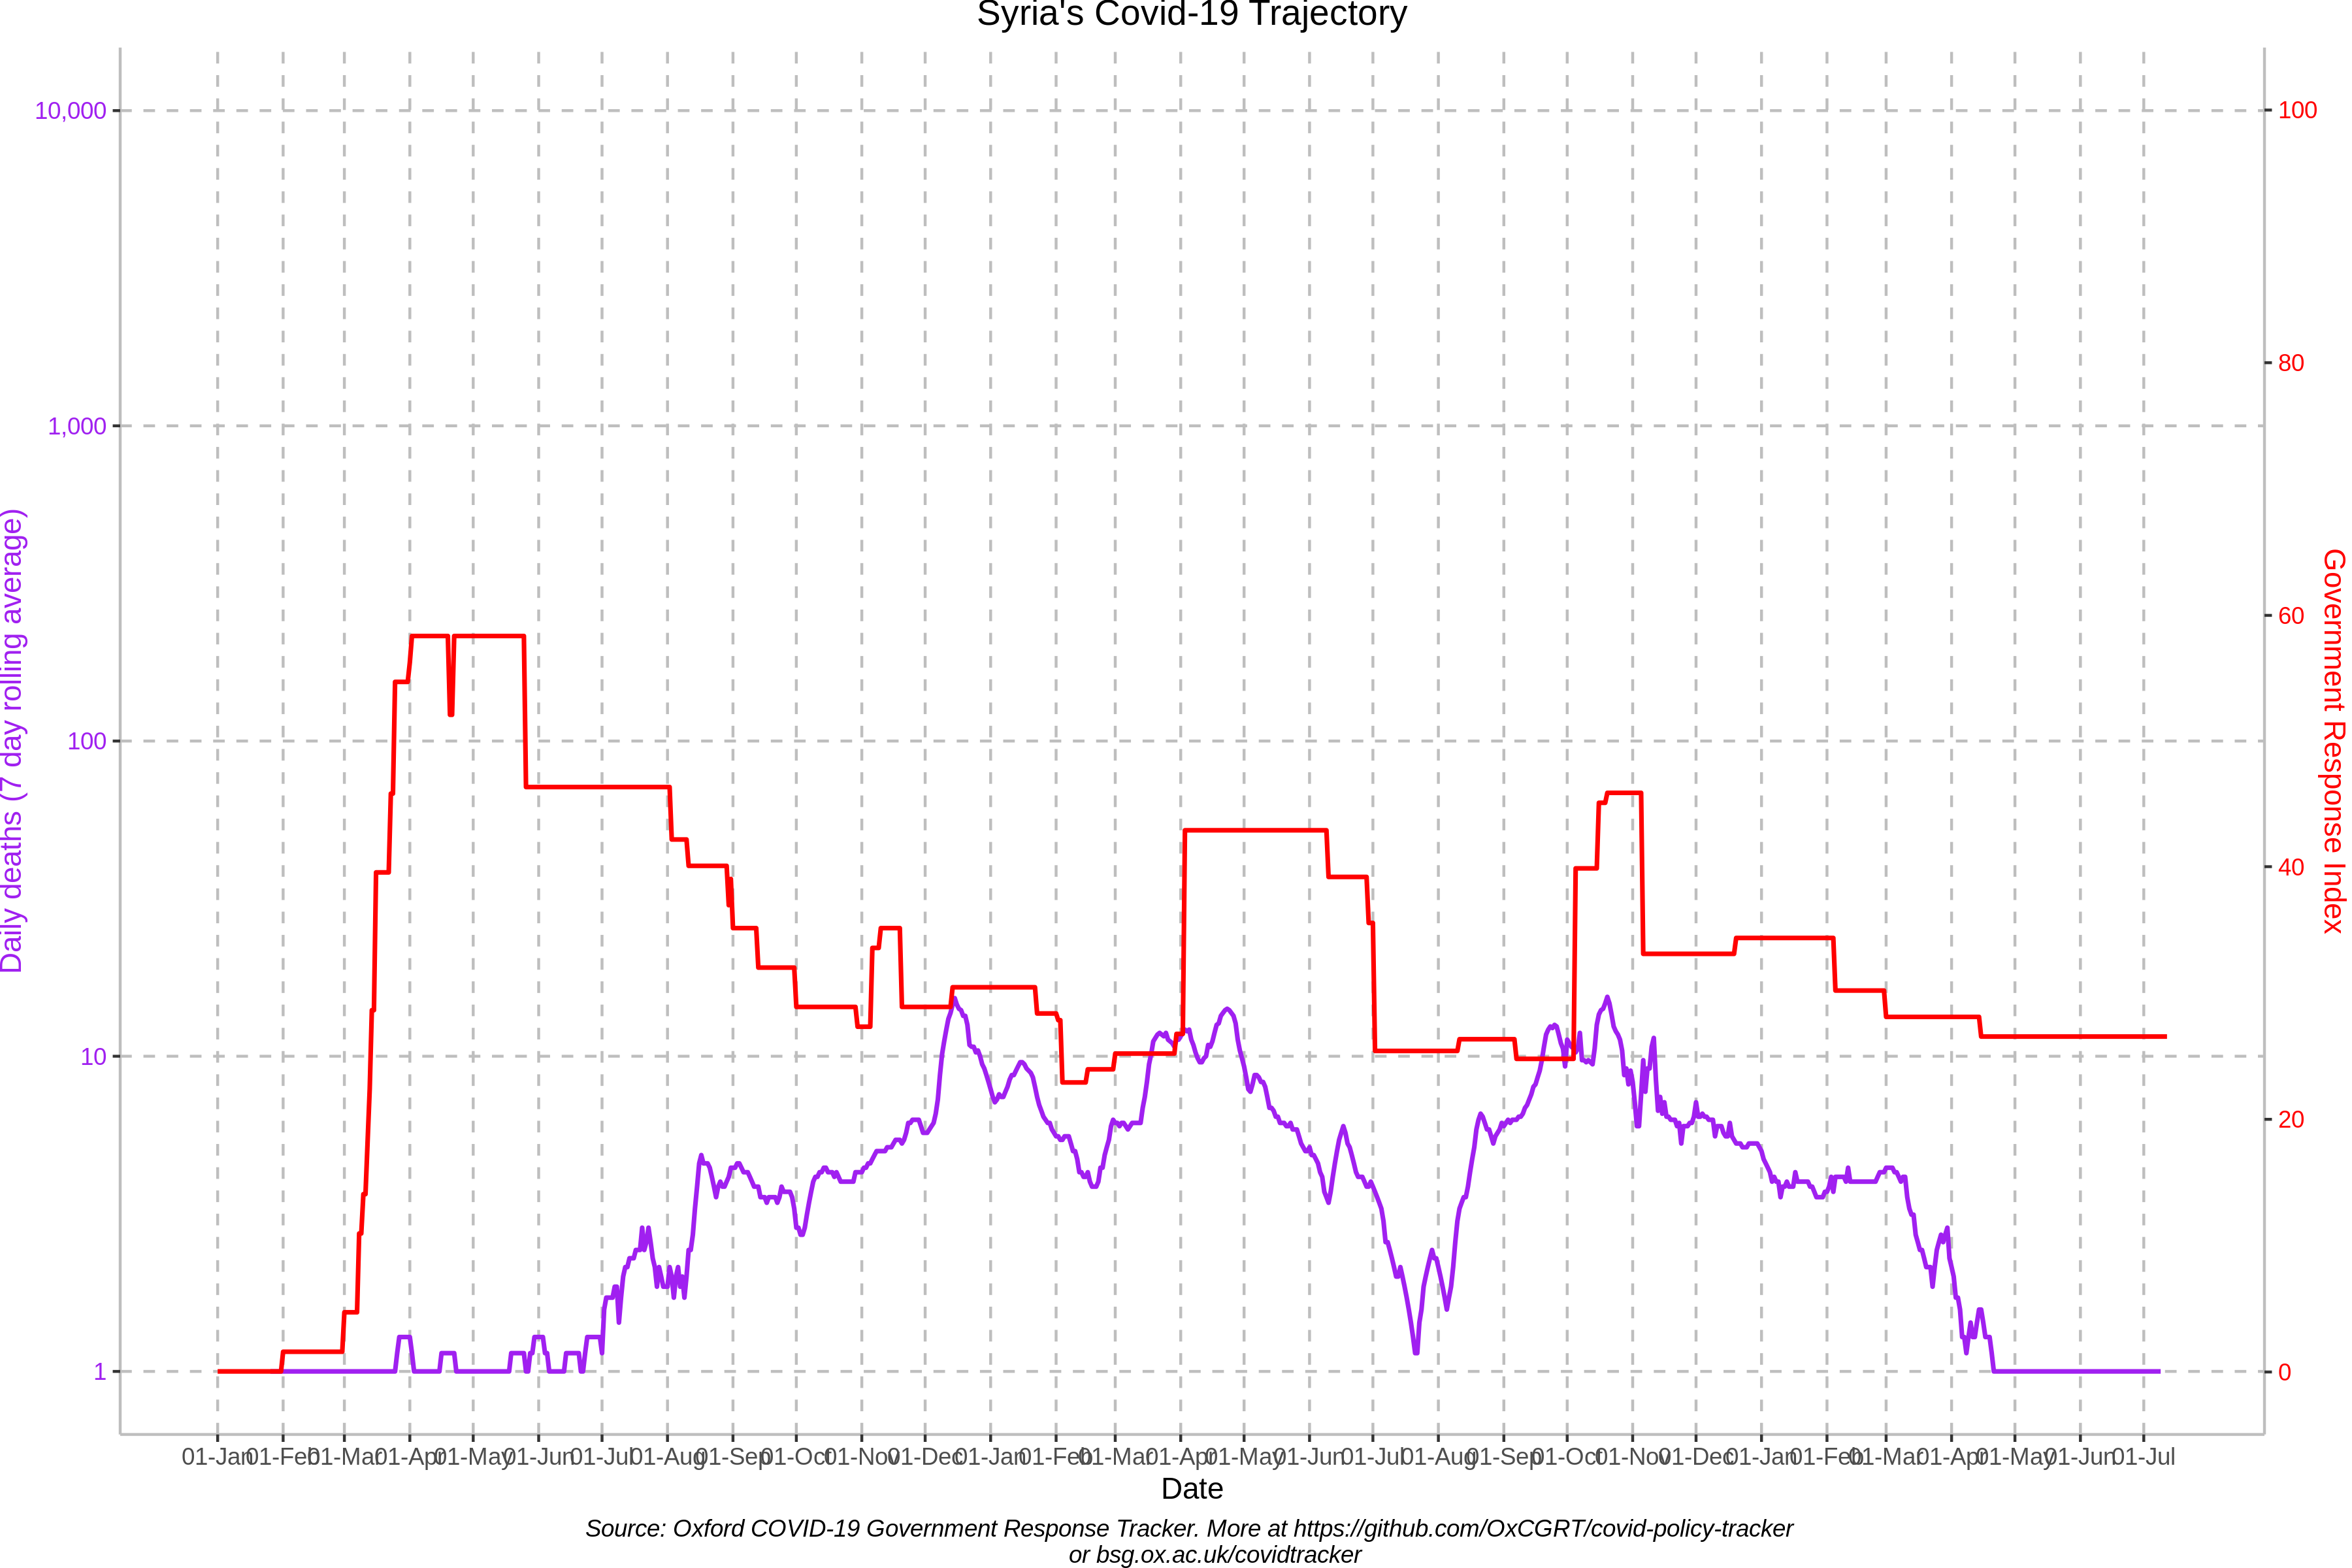 Syria's Covid-19 Trajectory
10,000
1,000
100
10
1
Daily deaths (7 day rolling average)
100
80
60
40
20
0
Government Response Index
01-Jan 01-Feb 01-Mar 01-Apr 01-May 01-Jun 01-Jul 01-Aug 01-Sep 01-Oct 01-Nov 01-Dec 01-Jan 01-Feb 01-Mar 01-Apr 01-May 01-Jun 01-Jul 01-Aug 01-Sep 01-Oct 01-Nov 01-Dec 01-Jan 01-Feb 01-Mar 01-Apr 01-May 01-Jun 01-Jul
Date
Source: Oxford COVID-19 Government Response Tracker. More at https://github.com/OxCGRT/covid-policy-tracker
or bsg.ox.ac.uk/covidtracker